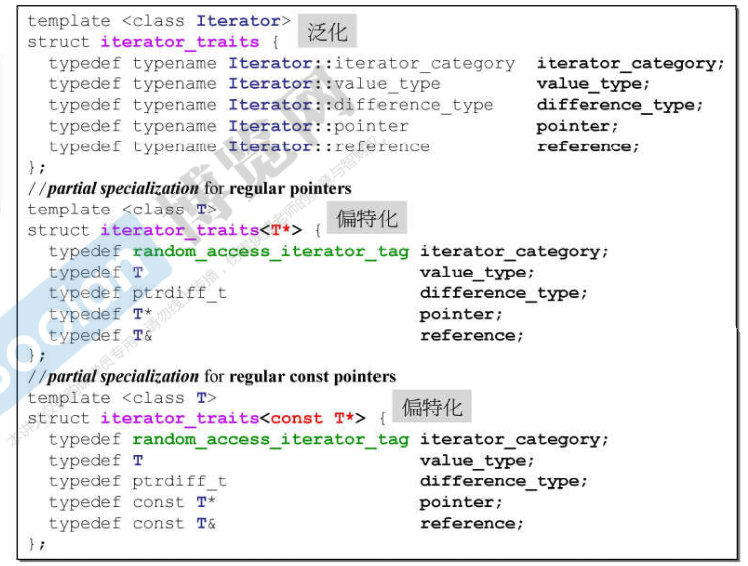 template <class Iterator>
struct iterator_traits { 泛化
typedef typename Iterator::iterator_category iterator_category;
typedef typename Iterator::value_type value_type;
typedef typename Iterator::difference_type difference_type;
typedef typename Iterator::pointer pointer;
typedef typename Iterator::reference reference;
};
//partial specialization for regular pointers
template <class T>
struct iterator_traits<T*> { 偏特化
typedef random_access_iterator_tag iterator_category;
typedef T value_type;
typedef ptrdiff_t difference_type;
typedef T* pointer;
typedef T& reference;
};
//partial specialization for regular const pointers
template <class T>
struct iterator_traits<const T*> { 偏特化
typedef random_access_iterator_tag iterator_category;
typedef T value_type;
typedef ptrdiff_t difference_type;
typedef const T* pointer;
typedef const T& reference;
};
博览网